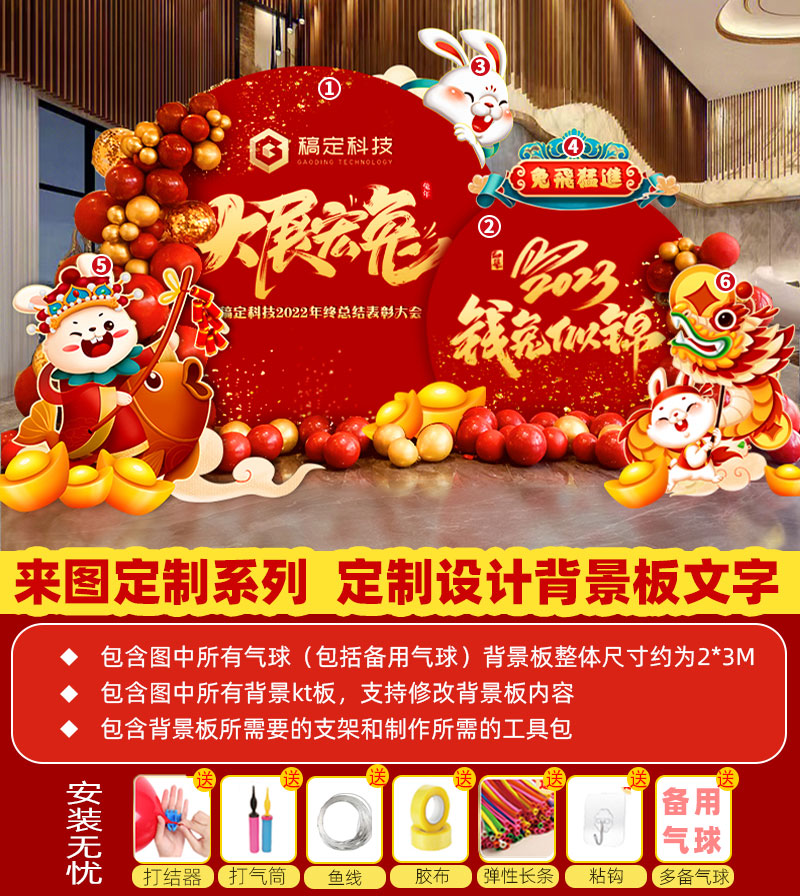 ①
③
稿定科技
GAODING TECHNOLOGY
④
兔飛猛進
兔年
大展宏兔
②
2023
钱兔似锦
⑤
⑥
稿定科技2022年终总结表彰大会
来图定制系列 定制设计背景板文字
◆ 包含图中所有气球（包括备用气球）背景板整体尺寸约为2*3M
◆ 包含图中所有背景kt板，支持修改背景板内容
◆ 包含背景板所需要的支架和制作所需的工具包
安装无忧
送 送 送 送 送 送 送
备用
气球
打结器 打气筒 鱼线 胶布 弹性长条 粘钩 多备气球